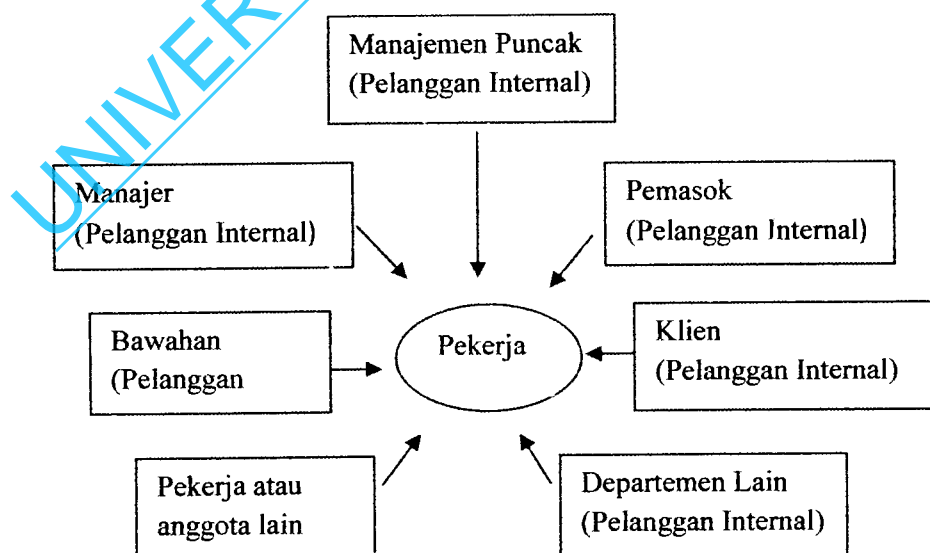 UNIVER
Manajemen Puncak
(Pelanggan Internal)
Manajer
(Pelanggan Internal)
Pemasok
(Pelanggan Internal)
Bawahan
(Pelanggan
Pekerja
Klien
(Pelanggan Internal)
Pekerja atau
anggota lain
Departemen Lain
(Pelanggan Internal)